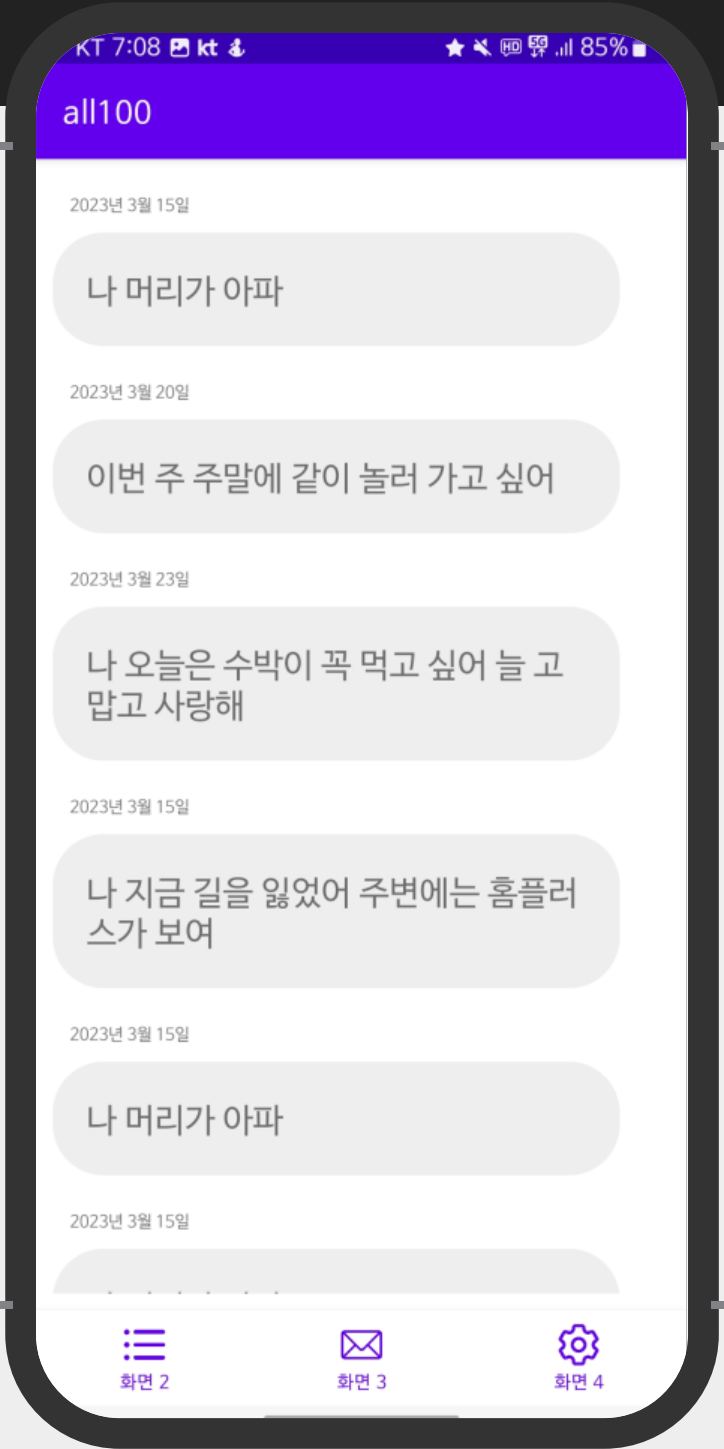 KT 7:08 kt HD 5G 85%
all100
2023년 3월 15일
나 머리가 아파
2023년 3월 20일
이번 주 주말에 같이 놀러 가고 싶어
2023년 3월 23일
나 오늘은 수박이 꼭 먹고 싶어 늘 고
맙고 사랑해
2023년 3월 15일
나 지금 길을 잃었어 주변에는 홈플러
스가 보여
2023년 3월 15일
나 머리가 아파
2023년 3월 15일
화면 2 화면 3 화면 4